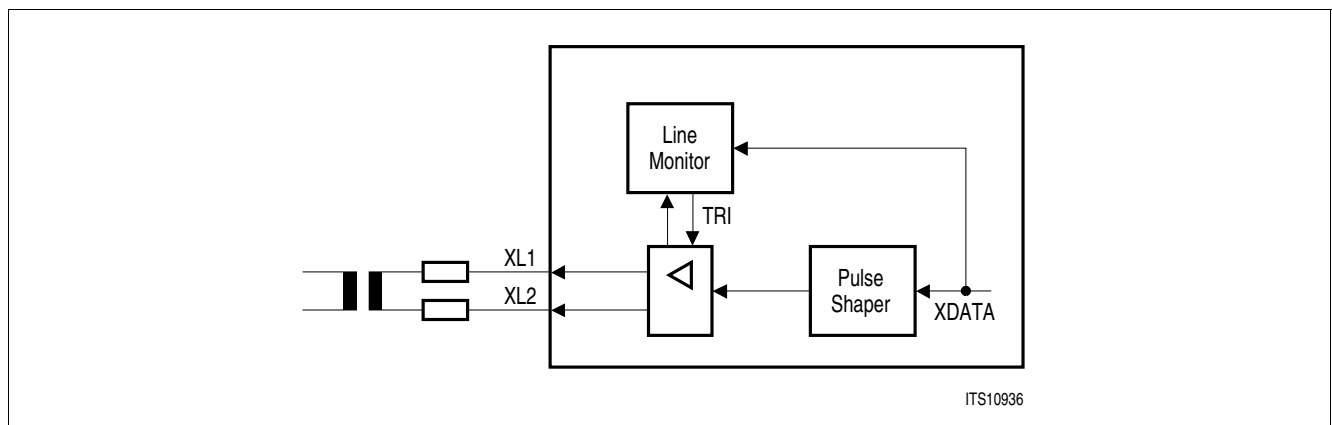 Line
Monitor
TRI
XL1
XL2
Pulse
Shaper
XDATA
ITS10936